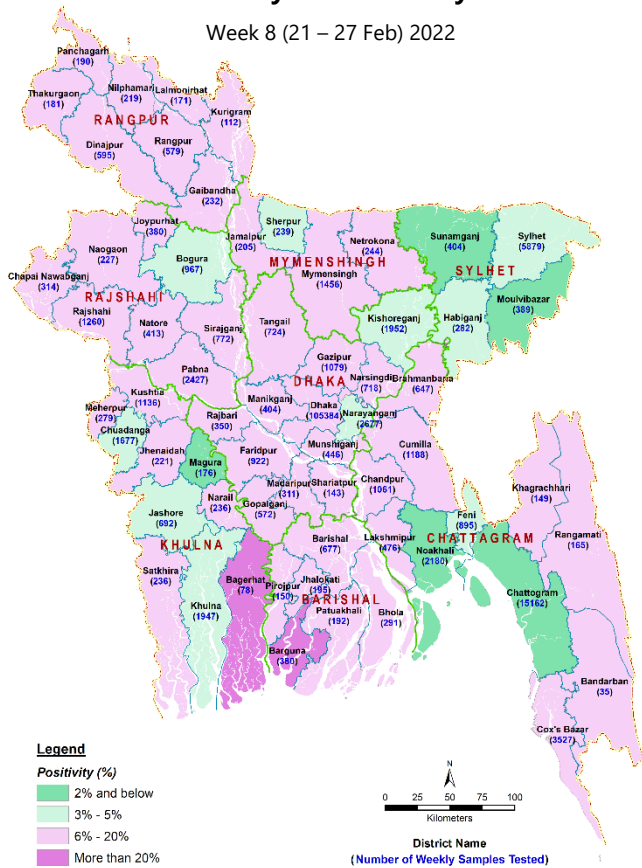 Week 8 (21 – 27 Feb) 2022
Panchagarh
(190)
Nilphamari
(219)
Lalmonirhat
(171)
Thakurgaon
(181)
Kurigram
(112)
RANGPUR
Dinajpur
(595)
Rangpur
(579)
Gaibandha
(232)
Joypurhat
(380)
Jamalpur
(205)
Sherpur
(239)
Netrokona
(244)
Sunamganj
(404)
Sylhet
(5879)
Naogaon
(227)
Bogura
(967)
MYMENSHINGH
Mymensingh
(1456)
SYLHET
Chapai Nawabganj
(314)
RAJSHAHI
Rajshahi
(1260)
Natore
(413)
Sirajganj
(772)
Tangail
(724)
Kishoreganj
(1952)
Habiganj
(282)
Moulvibazar
(389)
Pabna
(2427)
Gazipur
(1079)
DHAKA
Narsingdi
(718)
Brahmanbaria
(647)
Kushtia
(1136)
Meherpur
(279)
Chuadanga
(1677)
Manikganj
(404)
Dhaka
(105384)
Narayanganj
(2677)
Rajbari
(350)
Jhenaidah
(221)
Magura
(176)
Faridpur
(922)
Munshiganj
(446)
Cumilla
(1188)
Madaripur
(311)
Shariatpur
(143)
Chandpur
(1061)
Khagrachhari
(149)
Narail
(236)
Gopalganj
(572)
Jashore
(692)
KHULNA
Feni
(895)
CHATTAGRAM
Rangamati
(165)
Barishal
(677)
Lakshmipur
(476)
Noakhali
(2180)
Satkhira
(236)
Khulna
(1947)
Bagerhat
(78)
Pirojpur
(150)
Jhalokati
(195)
BARISHAL
Patuakhali
(192)
Bhola
(291)
Chattogram
(15162)
Barguna
(380)
Bandarban
(35)
Cox's Bazar
(3527)
Legend
Positivity (%)
2% and below
3% - 5%
6% - 20%
More than 20%
N
0 25 50 75 100
Kilometers
District Name
(Number of Weekly Samples Tested)